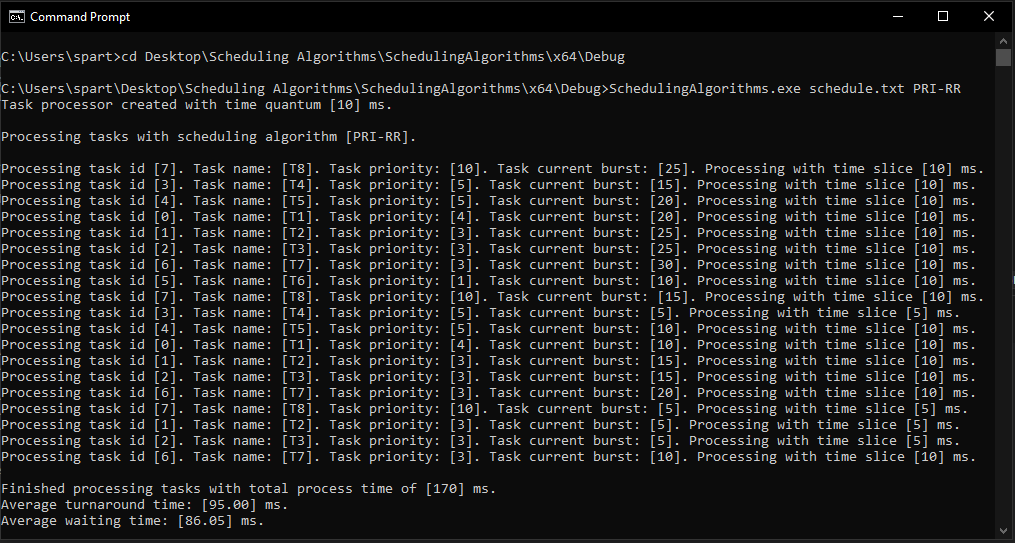 Command Prompt
C:\Users\spart>cd Desktop\Scheduling Algorithms\SchedulingAlgorithms\x64\Debug
C:\Users\spart\Desktop\Scheduling Algorithms\SchedulingAlgorithms\x64\Debug>SchedulingAlgorithms.exe schedule.txt PRI-RR
Task processor created with time quantum [10] ms.
Processing tasks with scheduling algorithm [PRI-RR].
Processing task id [7]. Task name: [T8]. Task priority: [10]. Task current burst: [25]. Processing with time slice [10] ms.
Processing task id [3]. Task name: [T4]. Task priority: [5]. Task current burst: [15]. Processing with time slice [10] ms.
Processing task id [4]. Task name: [T5]. Task priority: [5]. Task current burst: [20]. Processing with time slice [10] ms.
Processing task id [0]. Task name: [T1]. Task priority: [4]. Task current burst: [20]. Processing with time slice [10] ms.
Processing task id [1]. Task name: [T2]. Task priority: [3]. Task current burst: [25]. Processing with time slice [10] ms.
Processing task id [2]. Task name: [T3]. Task priority: [3]. Task current burst: [25]. Processing with time slice [10] ms.
Processing task id [6]. Task name: [T7]. Task priority: [3]. Task current burst: [30]. Processing with time slice [10] ms.
Processing task id [5]. Task name: [T6]. Task priority: [1]. Task current burst: [10]. Processing with time slice [10] ms.
Processing task id [7]. Task name: [T8]. Task priority: [10]. Task current burst: [15]. Processing with time slice [10] ms.
Processing task id [3]. Task name: [T4]. Task priority: [5]. Task current burst: [5]. Processing with time slice [5] ms.
Processing task id [4]. Task name: [T5]. Task priority: [5]. Task current burst: [10]. Processing with time slice [10] ms.
Processing task id [0]. Task name: [T1]. Task priority: [4]. Task current burst: [10]. Processing with time slice [10] ms.
Processing task id [1]. Task name: [T2]. Task priority: [3]. Task current burst: [15]. Processing with time slice [10] ms.
Processing task id [2]. Task name: [T3]. Task priority: [3]. Task current burst: [15]. Processing with time slice [10] ms.
Processing task id [6]. Task name: [T7]. Task priority: [3]. Task current burst: [20]. Processing with time slice [10] ms.
Processing task id [7]. Task name: [T8]. Task priority: [10]. Task current burst: [5]. Processing with time slice [5] ms.
Processing task id [1]. Task name: [T2]. Task priority: [3]. Task current burst: [5]. Processing with time slice [5] ms.
Processing task id [2]. Task name: [T3]. Task priority: [3]. Task current burst: [5]. Processing with time slice [5] ms.
Processing task id [6]. Task name: [T7]. Task priority: [3]. Task current burst: [10]. Processing with time slice [10] ms.
Finished processing tasks with total process time of [170] ms.
Average turnaround time: [95.00] ms.
Average waiting time: [86.05] ms.